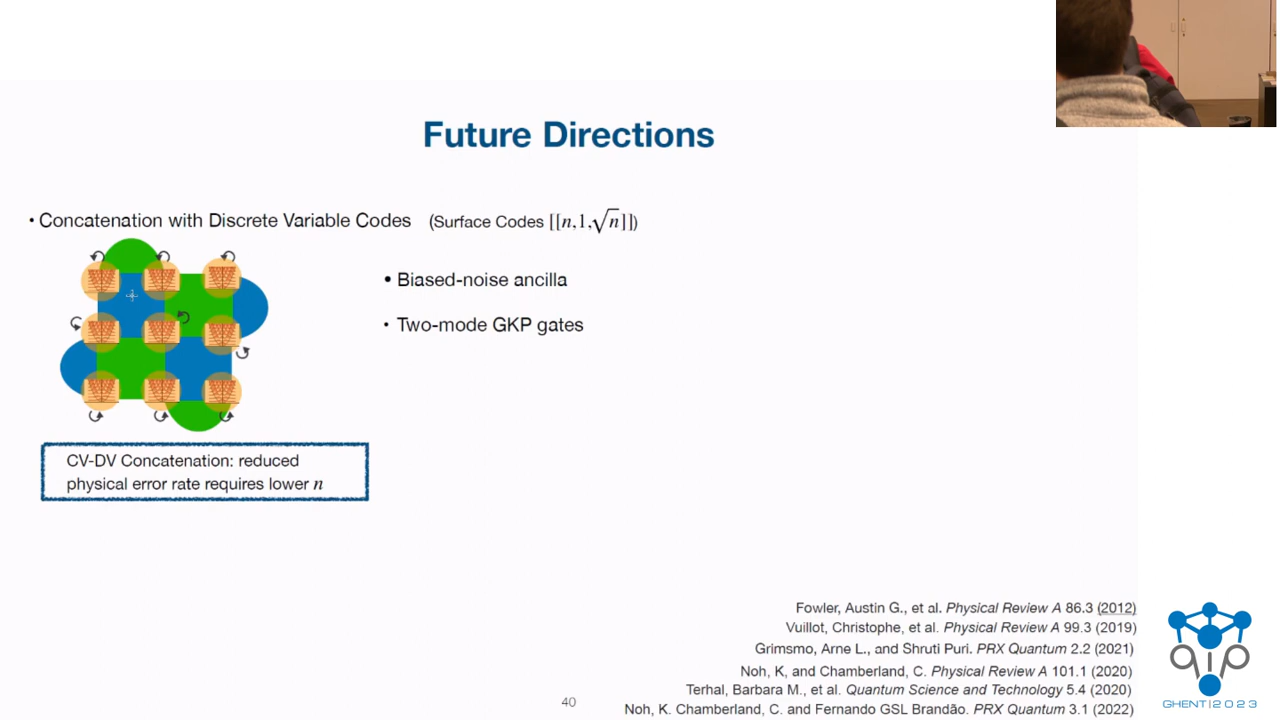 Future Directions
• Concatenation with Discrete Variable Codes (Surface Codes [[n,1,√n]])
• Biased-noise ancilla
• Two-mode GKP gates
CV-DV Concatenation: reduced
physical error rate requires lower n
Fowler, Austin G., et al. Physical Review A 86.3 (2012)
Vuillot, Christophe, et al. Physical Review A 99.3 (2019)
Grimsmo, Arne L., and Shruti Puri. PRX Quantum 2.2 (2021)
Noh, K, and Chamberland, C. Physical Review A 101.1 (2020)
Terhal, Barbara M., et al. Quantum Science and Technology 5.4 (2020)
Noh, K. Chamberland, C. and Fernando GSL Brandão. PRX Quantum 3.1 (2022)
40
qip
GHENT|2023